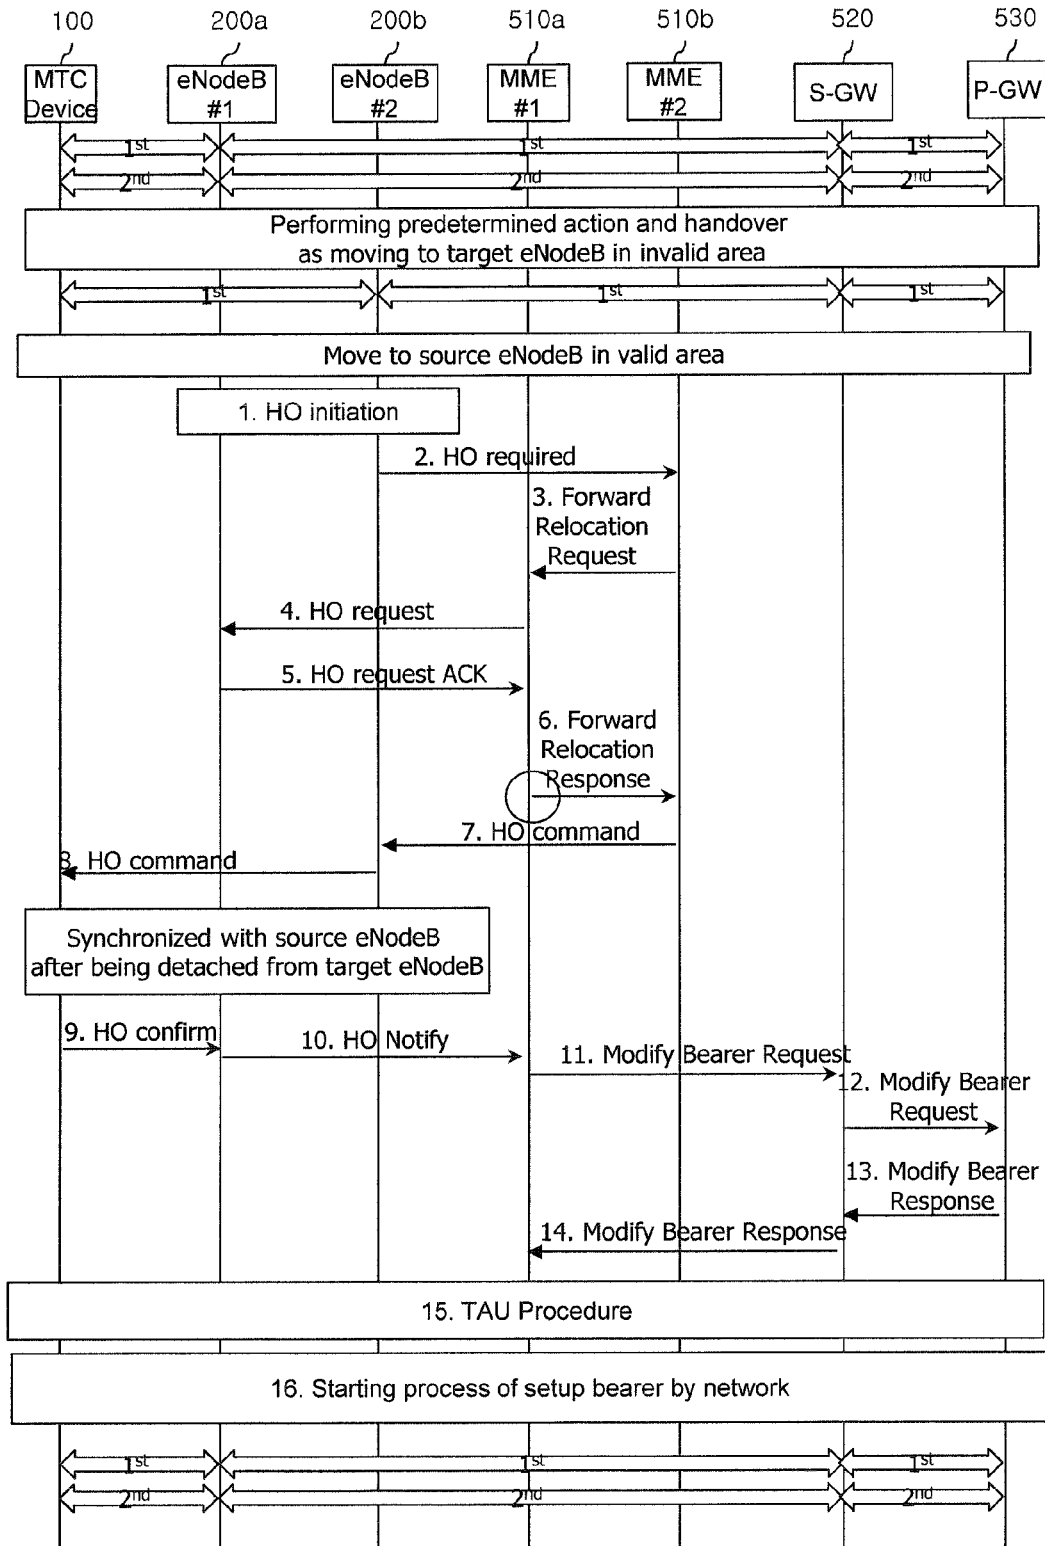 100 200a 200b 510a 510b 520 530
MTC Device eNodeB #1 eNodeB #2 MME #1 MME #2 S-GW P-GW
1st 1st 1st
2nd 2nd 2nd
Performing predetermined action and handover
as moving to target eNodeB in invalid area
1st 1st 1st
Move to source eNodeB in valid area
1. HO initiation
2. HO required
3. Forward
Relocation
Request
4. HO request
5. HO request ACK
6. Forward
Relocation
Response
7. HO command
8. HO command
Synchronized with source eNodeB
after being detached from target eNodeB
9. HO confirm
10. HO Notify
11. Modify Bearer Request
12. Modify Bearer
Request
13. Modify Bearer
Response
14. Modify Bearer Response
15. TAU Procedure
16. Starting process of setup bearer by network
1st 1st 1st
2nd 2nd 2nd